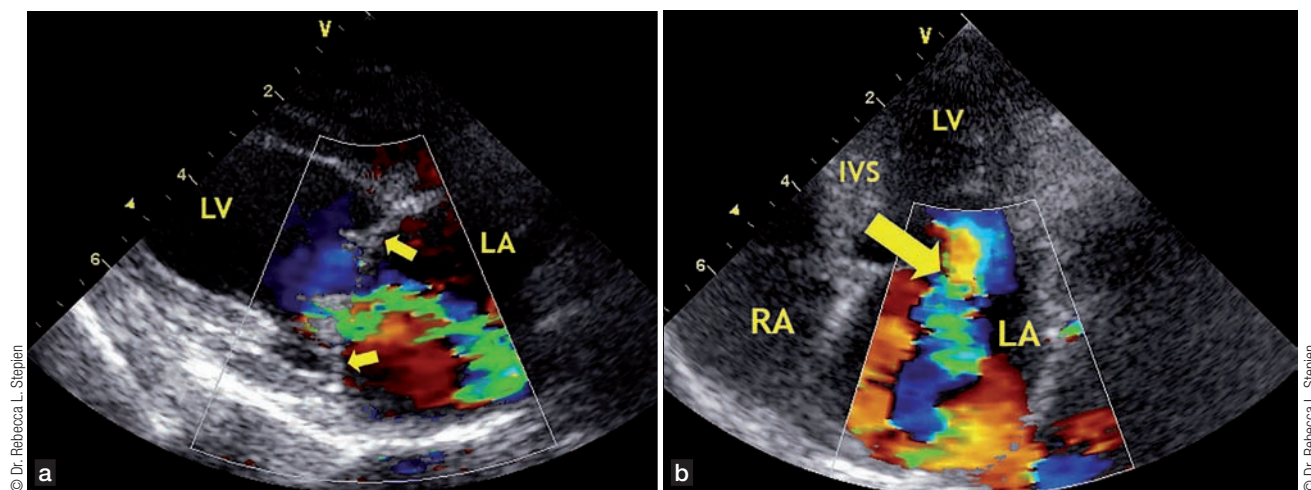 © Dr. Rebecca L. Stepien
V
2
4
6
LV
LA
a
V
2
4
6
LV
IVS
RA
LA
b
© Dr. Rebecca L. Stepien